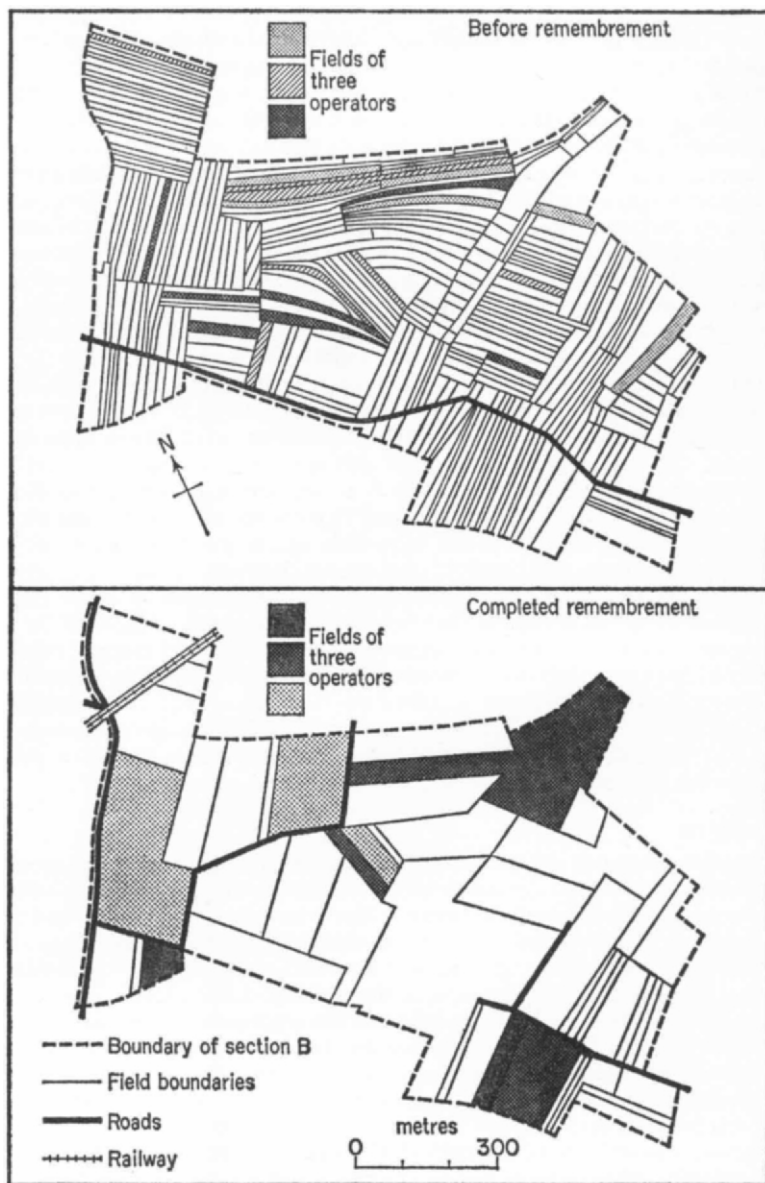 Before remembrement
Fields of
three
operators
N
Completed remembrement
Fields of
three
operators
Boundary of section B
Field boundaries
Roads
Railway
metres
0 300